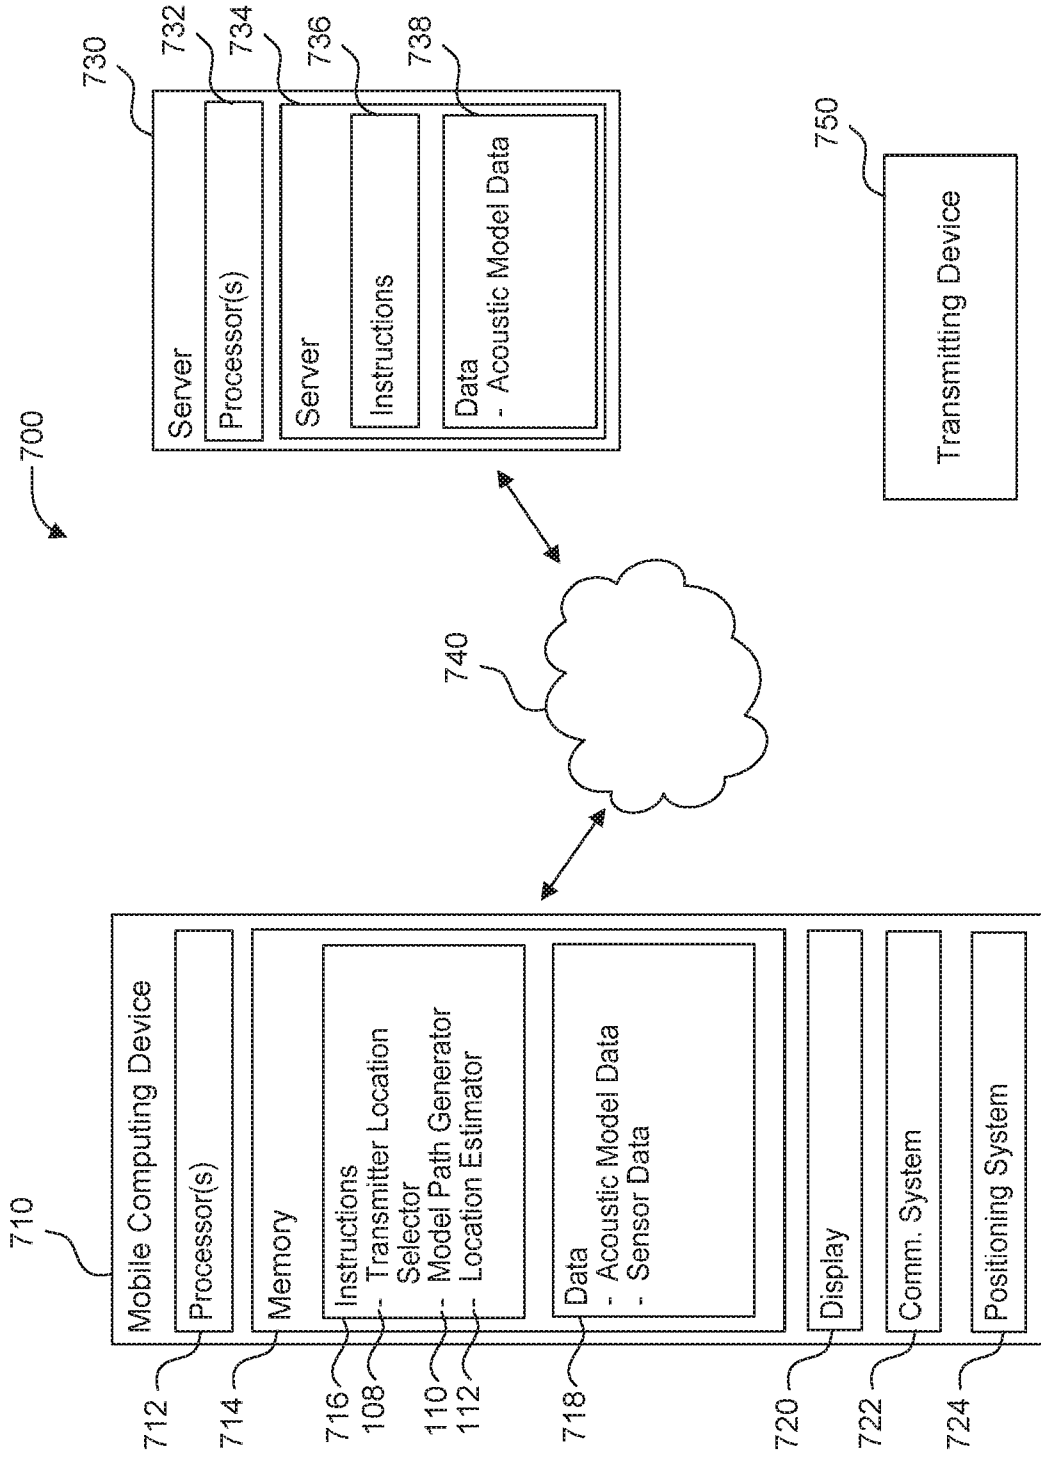 700
710
Mobile Computing Device
712
Processor(s)
714
Memory
716
Instructions
108
- Transmitter Location
Selector
110
- Model Path Generator
112
- Location Estimator
718
Data
- Acoustic Model Data
- Sensor Data
720
Display
722
Comm. System
724
Positioning System
740
730
Server
732
Processor(s)
734
Server
736
Instructions
738
Data
- Acoustic Model Data
750
Transmitting Device